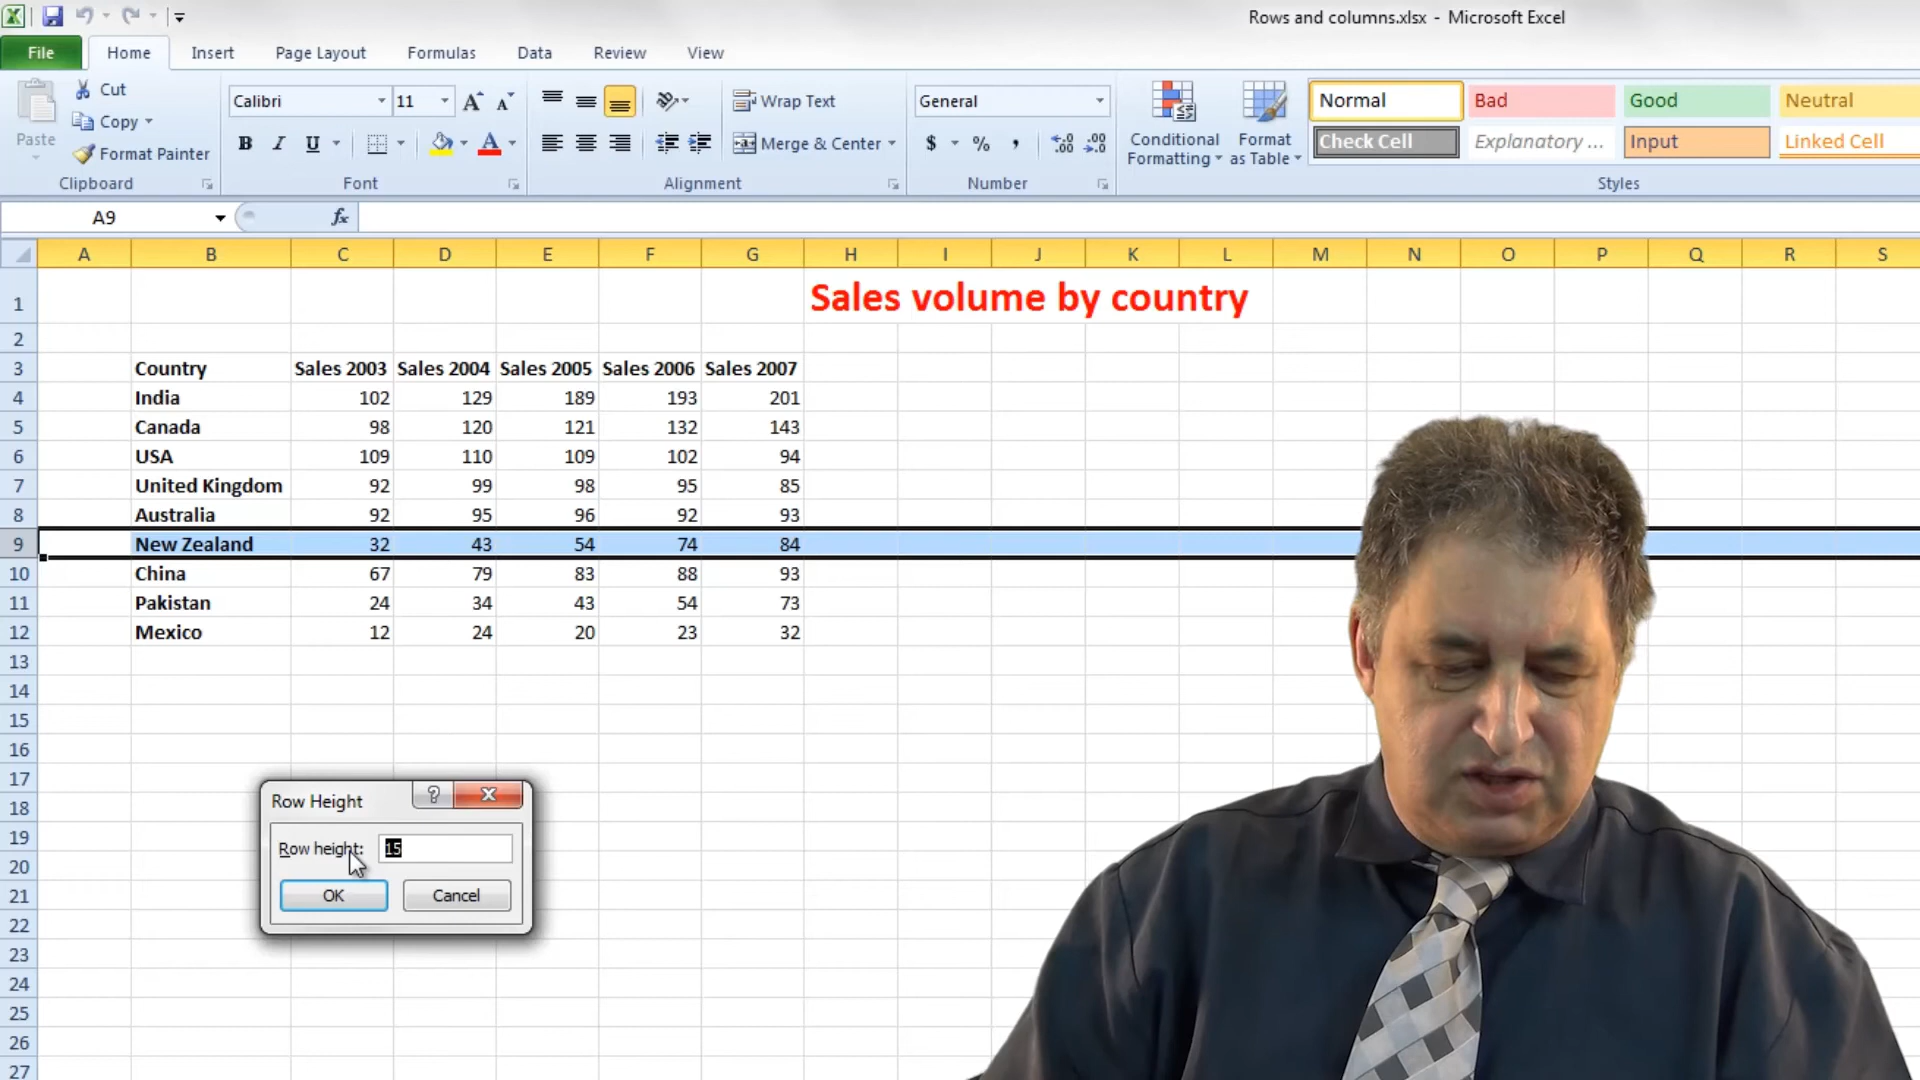 Rows and columns.xlsx - Microsoft Excel
File Home Insert Page Layout Formulas Data Review View
Paste
Cut
Copy
Format Painter
Clipboard
Calibri 11
B I U A
Font
Wrap Text
Merge & Center
Alignment
General
$ % ,
Number
Conditional Formatting
Format as Table
Normal Bad Good Neutral
Check Cell Explanatory ... Input Linked Cell
Styles
A9 fx
A B C D E F G H I J K L M N O P Q R S
1 Sales volume by country
2
3 Country Sales 2003 Sales 2004 Sales 2005 Sales 2006 Sales 2007
4 India 102 129 189 193 201
5 Canada 98 120 121 132 143
6 USA 109 110 109 102 94
7 United Kingdom 92 99 98 95 85
8 Australia 92 95 96 92 93
9 New Zealand 32 43 54 74 84
10 China 67 79 83 88 93
11 Pakistan 24 34 43 54 73
12 Mexico 12 24 20 23 32
13
14
15
16
17
18
19
20
21
22
23
24
25
26
27
Row Height ?
Row height: 15
OK Cancel